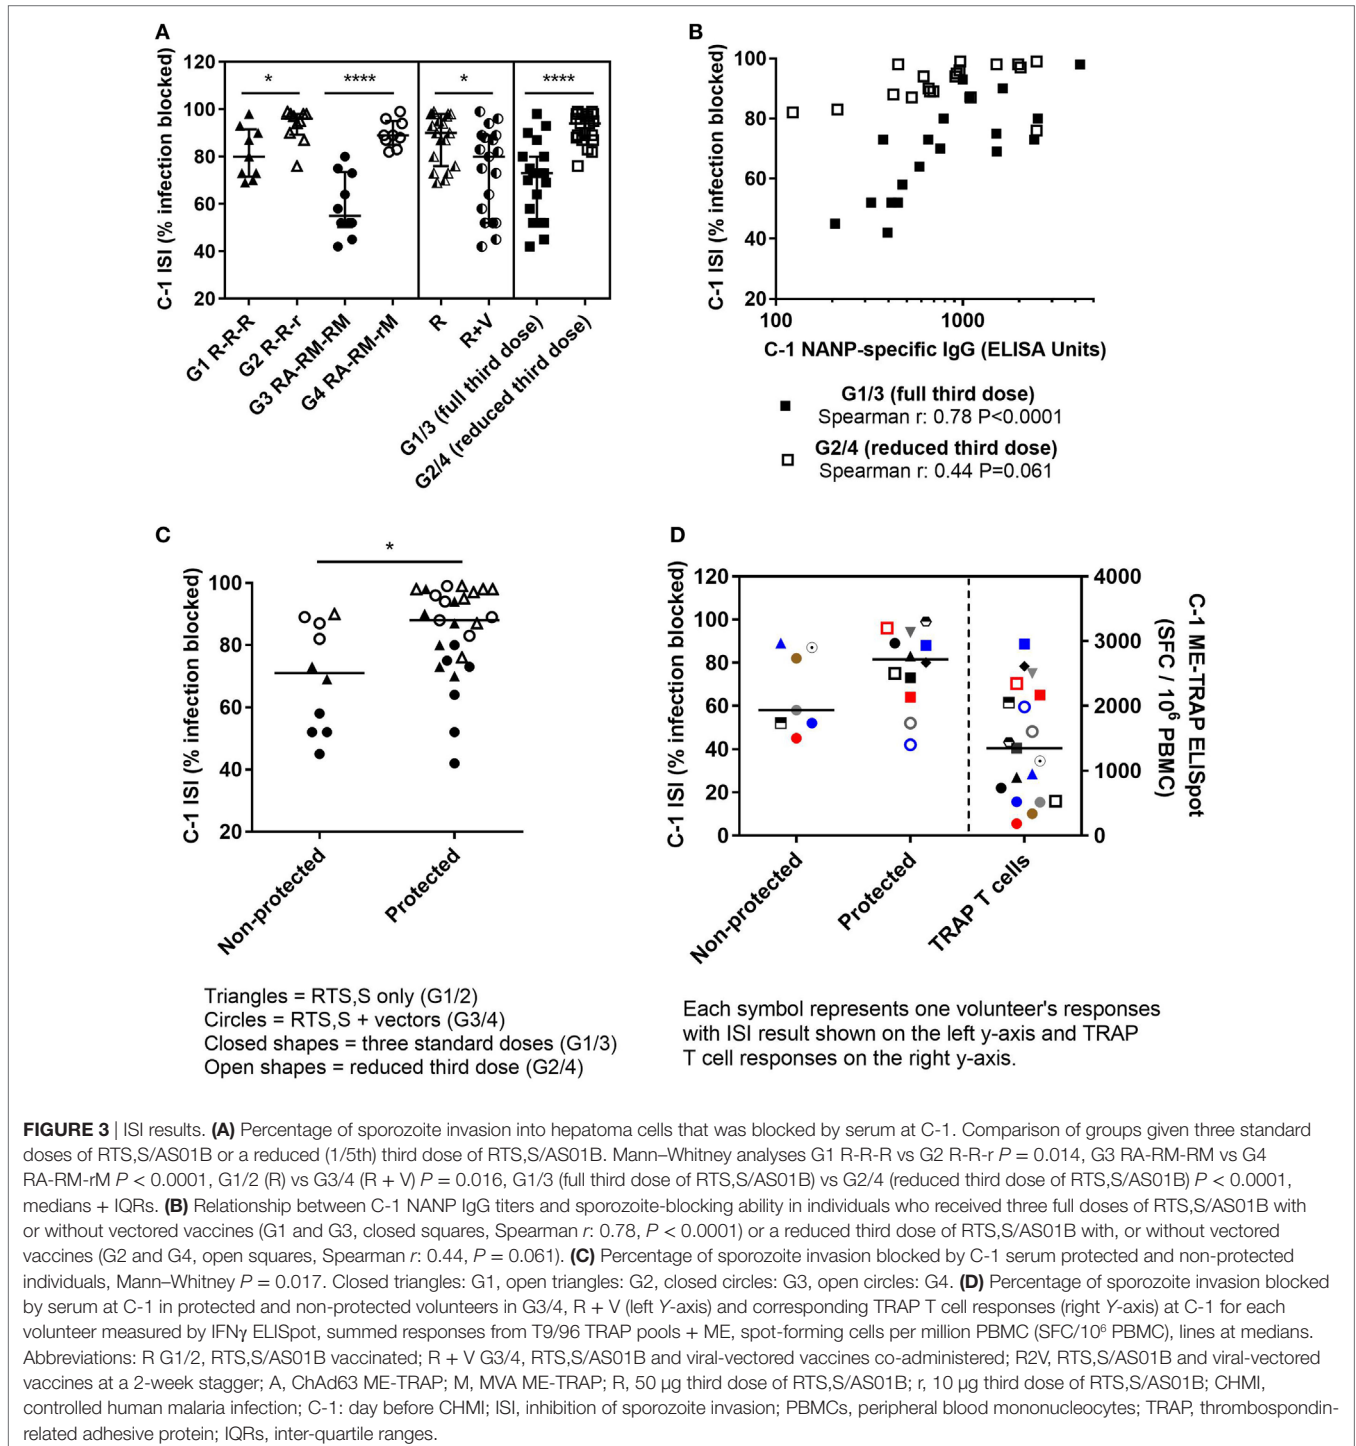 A
C-1 ISI (% infection blocked)
120
100
80
60
40
20
*
****
*
****
G1 R-R-R
G2 R-R-r
G3 RA-RM-RM
G4 RA-RM-rM
R
R+V
G1/3 (full third dose)
G2/4 (reduced third dose)
B
C-1 ISI (% infection blocked)
100
80
60
40
20
100
1000
C-1 NANP-specific IgG (ELISA Units)
G1/3 (full third dose)
Spearman r: 0.78 P<0.0001
G2/4 (reduced third dose)
Spearman r: 0.44 P=0.061
C
C-1 ISI (% infection blocked)
100
80
60
40
20
*
Non-protected
Protected
Triangles = RTS,S only (G1/2)
Circles = RTS,S + vectors (G3/4)
Closed shapes = three standard doses (G1/3)
Open shapes = reduced third dose (G2/4)
D
C-1 ISI (% infection blocked)
120
100
80
60
40
20
0
4000
3000
2000
1000
0
C-1 ME-TRAP ELISpot
(SFC / 10⁶ PBMC)
Non-protected
Protected
TRAP T cells
Each symbol represents one volunteer's responses
with ISI result shown on the left y-axis and TRAP
T cell responses on the right y-axis.
FIGURE 3 | ISI results. (A) Percentage of sporozoite invasion into hepatoma cells that was blocked by serum at C-1. Comparison of groups given three standard
doses of RTS,S/AS01B or a reduced (1/5th) third dose of RTS,S/AS01B. Mann–Whitney analyses G1 R-R-R vs G2 R-R-r P = 0.014, G3 RA-RM-RM vs G4
RA-RM-rM P < 0.0001, G1/2 (R) vs G3/4 (R + V) P = 0.016, G1/3 (full third dose of RTS,S/AS01B) vs G2/4 (reduced third dose of RTS,S/AS01B) P < 0.0001,
medians + IQRs. (B) Relationship between C-1 NANP IgG titers and sporozoite-blocking ability in individuals who received three full doses of RTS,S/AS01B with
or without vectored vaccines (G1 and G3, closed squares, Spearman r: 0.78, P < 0.0001) or a reduced third dose of RTS,S/AS01B with, or without vectored
vaccines (G2 and G4, open squares, Spearman r: 0.44, P = 0.061). (C) Percentage of sporozoite invasion blocked by C-1 serum protected and non-protected
individuals, Mann–Whitney P = 0.017. Closed triangles: G1, open triangles: G2, closed circles: G3, open circles: G4. (D) Percentage of sporozoite invasion blocked
by serum at C-1 in protected and non-protected volunteers in G3/4, R + V (left Y-axis) and corresponding TRAP T cell responses (right Y-axis) at C-1 for each
volunteer measured by IFNγ ELISpot, summed responses from T9/96 TRAP pools + ME, spot-forming cells per million PBMC (SFC/10⁶ PBMC), lines at medians.
Abbreviations: R G1/2, RTS,S/AS01B vaccinated; R + V G3/4, RTS,S/AS01B and viral-vectored vaccines co-administered; R2V, RTS,S/AS01B and viral-vectored
vaccines at a 2-week stagger; A, ChAd63 ME-TRAP; M, MVA ME-TRAP; R, 50 µg third dose of RTS,S/AS01B; r, 10 µg third dose of RTS,S/AS01B; CHMI,
controlled human malaria infection; C-1: day before CHMI; ISI, inhibition of sporozoite invasion; PBMCs, peripheral blood mononucleocytes; TRAP, thrombospondin-
related adhesive protein; IQRs, inter-quartile ranges.